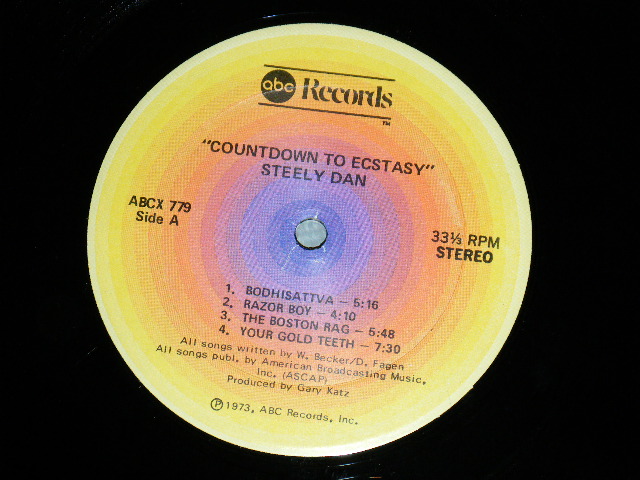 abc Records
™
"COUNTDOWN TO ECSTASY"
STEELY DAN
ABCX 779
Side A
33⅓ RPM
STEREO
1. BODHISATTVA — 5:16
2. RAZOR BOY — 4:10
3. THE BOSTON RAG — 5:48
4. YOUR GOLD TEETH — 7:30
All songs written by W. Becker/D. Fagen
All songs publ. by American Broadcasting Music,
Inc. (ASCAP)
Produced by Gary Katz
℗ 1973, ABC Records, Inc.